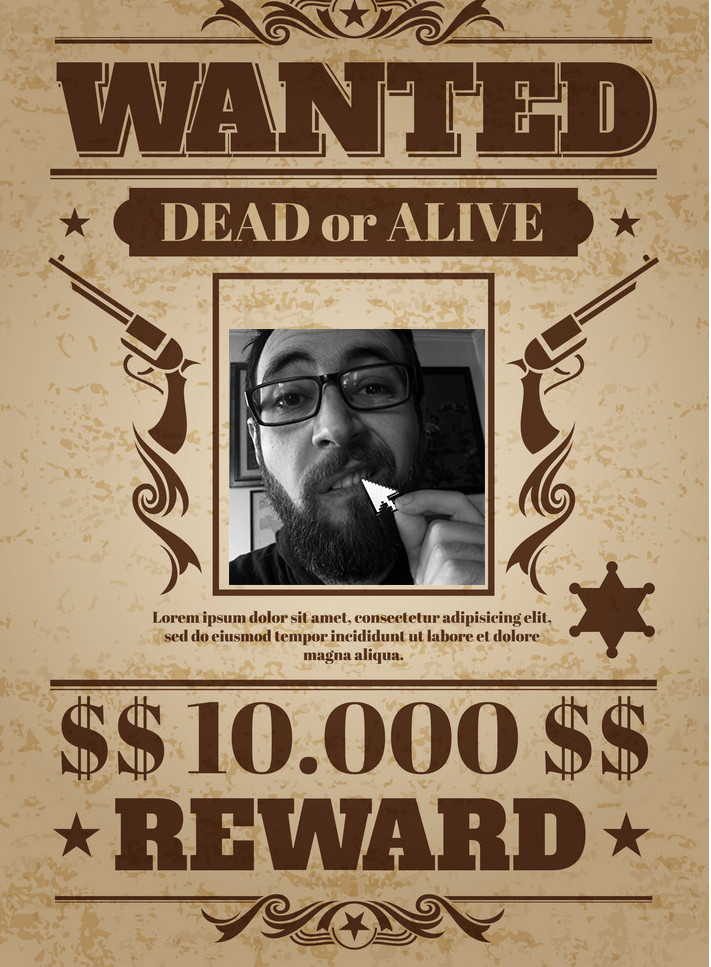 WANTED
DEAD or ALIVE
Lorem ipsum dolor sit amet, consectetur adipisicing elit,
sed do eiusmod tempor incididunt ut labore et dolore
magna aliqua.
$$ 10.000 $$
REWARD